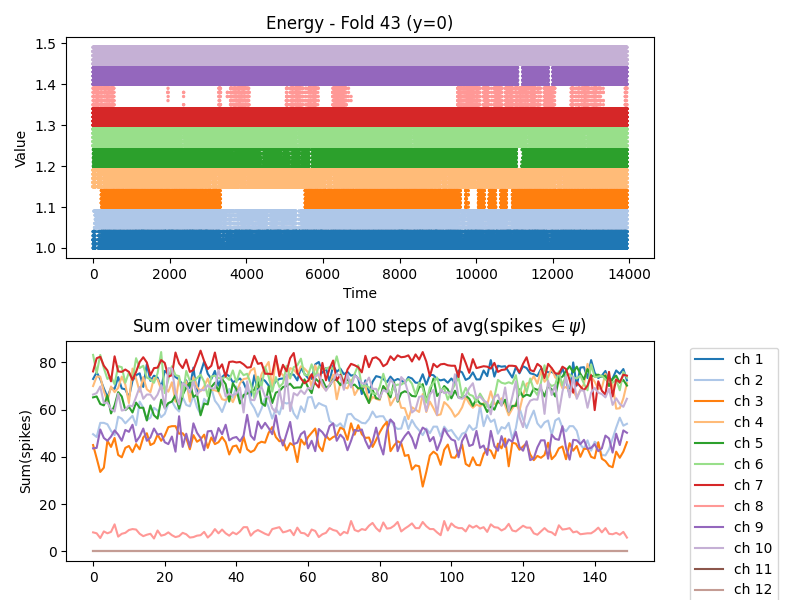 Energy - Fold 43 (y=0)
1.5
1.4
1.3
1.2
1.1
1.0
Value
0 2000 4000 6000 8000 10000 12000 14000
Time
Sum over timewindow of 100 steps of avg(spikes ∈ ψ)
80
60
40
20
0
Sum(spikes)
0 20 40 60 80 100 120 140
ch 1
ch 2
ch 3
ch 4
ch 5
ch 6
ch 7
ch 8
ch 9
ch 10
ch 11
ch 12